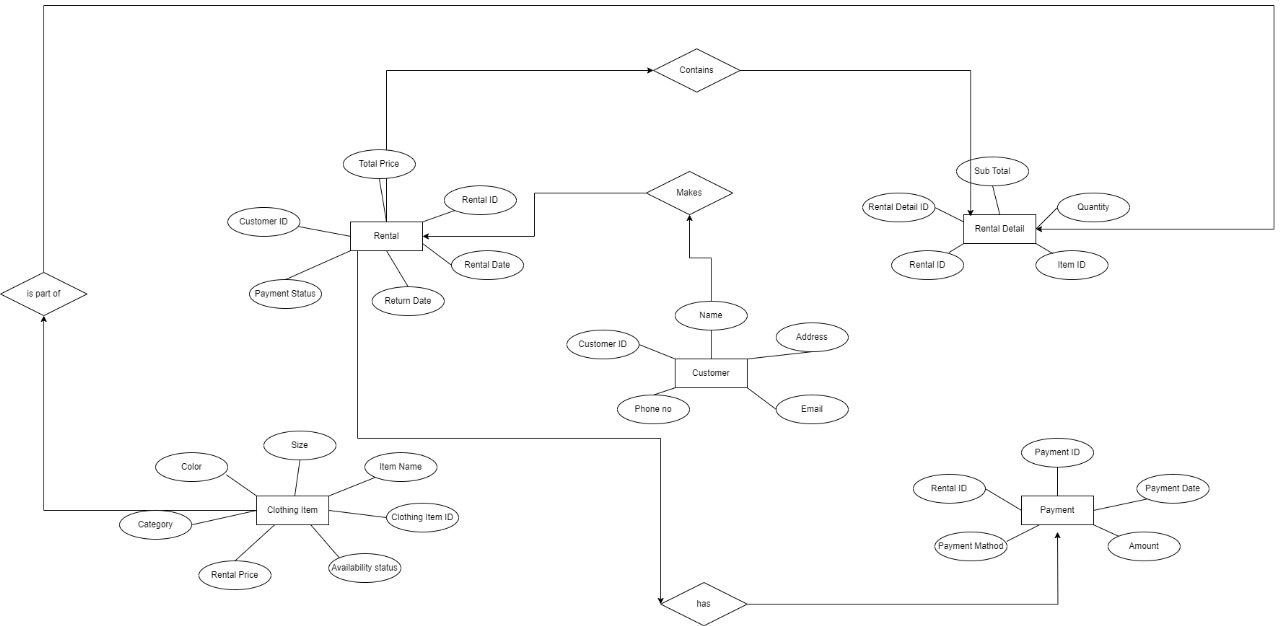 Contains
Total Price
Sub Total
Makes
Rental ID
Customer ID
Rental Detail ID
Quantity
Rental
Rental Detail
Rental Date
Rental ID
Item ID
is part of
Payment Status
Return Date
Name
Address
Customer ID
Customer
Phone no
Email
Size
Payment ID
Color
Item Name
Rental ID
Payment Date
Clothing Item
Payment
Clothing Item ID
Category
Payment Mathod
Amount
Rental Price
Availability status
has